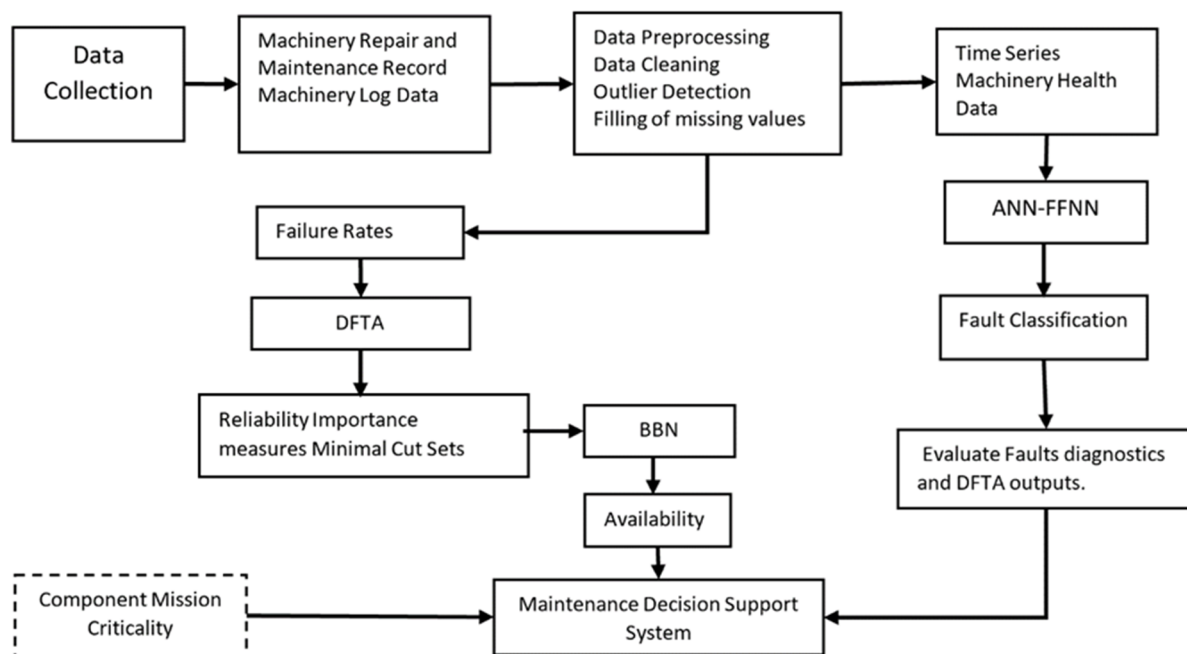 Data
Collection
Machinery Repair and
Maintenance Record
Machinery Log Data
Data Preprocessing
Data Cleaning
Outlier Detection
Filling of missing values
Time Series
Machinery Health
Data
ANN-FFNN
Failure Rates
Fault Classification
DFTA
Reliability Importance
measures Minimal Cut Sets
BBN
Evaluate Faults diagnostics
and DFTA outputs.
Availability
Component Mission
Criticality
Maintenance Decision Support
System